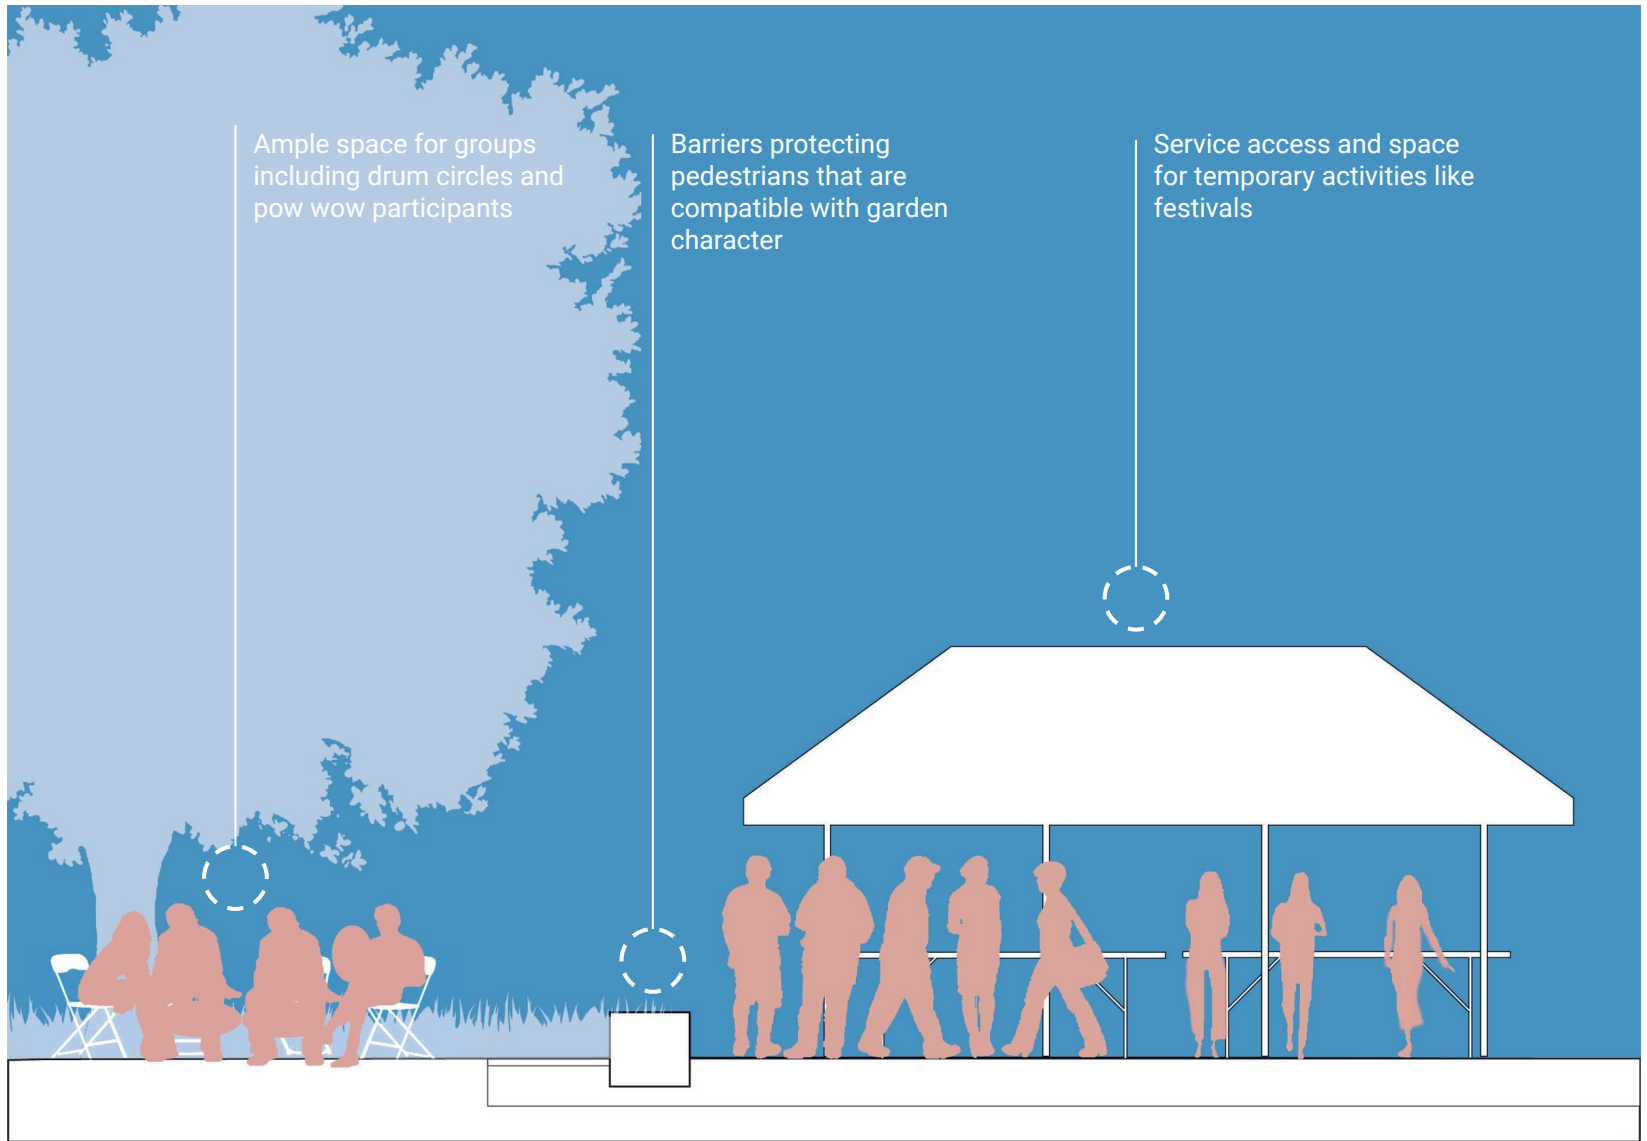 Ample space for groups
including drum circles and
pow wow participants
Barriers protecting
pedestrians that are
compatible with garden
character
Service access and space
for temporary activities like
festivals